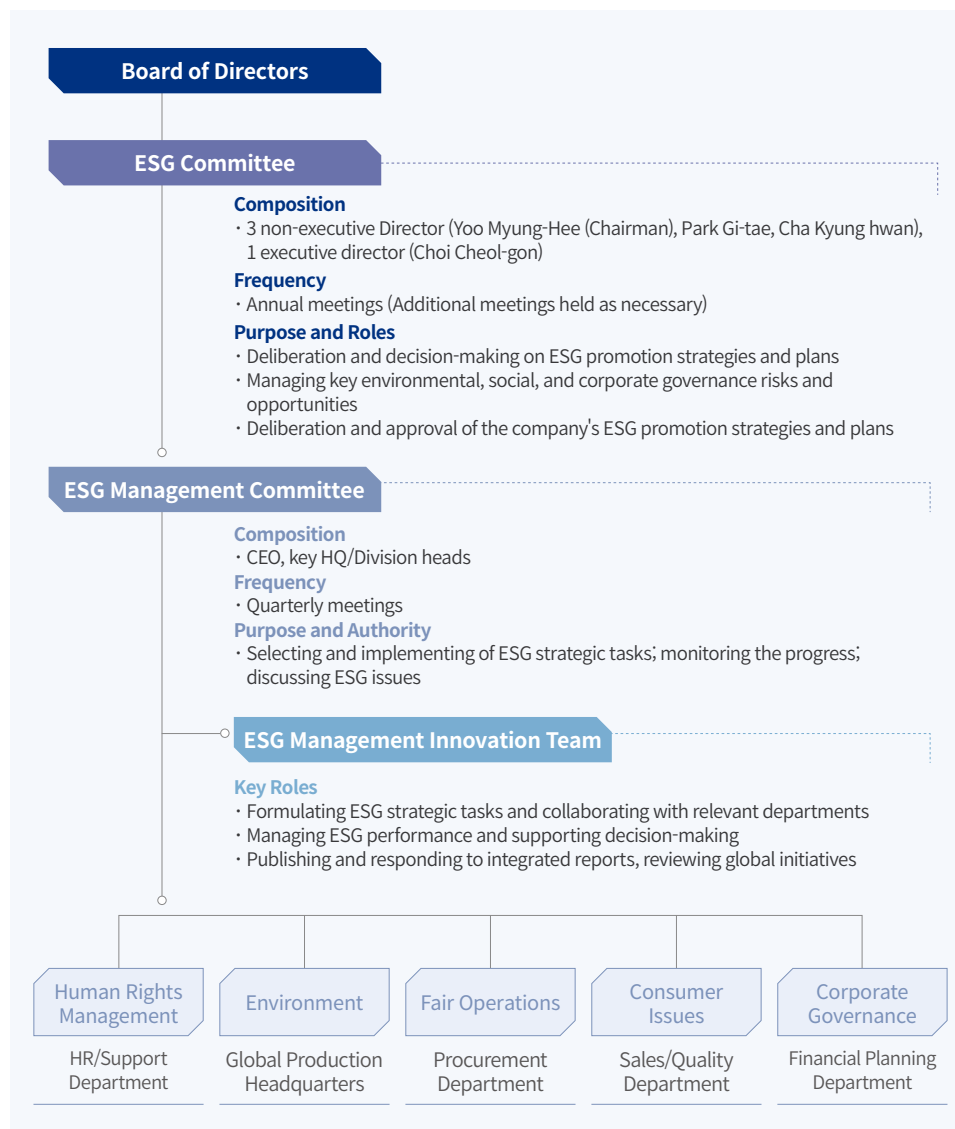 Board of Directors
ESG Committee
Composition
· 3 non-executive Director (Yoo Myung-Hee (Chairman), Park Gi-tae, Cha Kyung hwan),
1 executive director (Choi Cheol-gon)
Frequency
· Annual meetings (Additional meetings held as necessary)
Purpose and Roles
· Deliberation and decision-making on ESG promotion strategies and plans
· Managing key environmental, social, and corporate governance risks and
opportunities
· Deliberation and approval of the company's ESG promotion strategies and plans
ESG Management Committee
Composition
· CEO, key HQ/Division heads
Frequency
· Quarterly meetings
Purpose and Authority
· Selecting and implementing of ESG strategic tasks; monitoring the progress;
discussing ESG issues
ESG Management Innovation Team
Key Roles
· Formulating ESG strategic tasks and collaborating with relevant departments
· Managing ESG performance and supporting decision-making
· Publishing and responding to integrated reports, reviewing global initiatives
Human Rights
Management
HR/Support
Department
Environment
Global Production
Headquarters
Fair Operations
Procurement
Department
Consumer
Issues
Sales/Quality
Department
Corporate
Governance
Financial Planning
Department